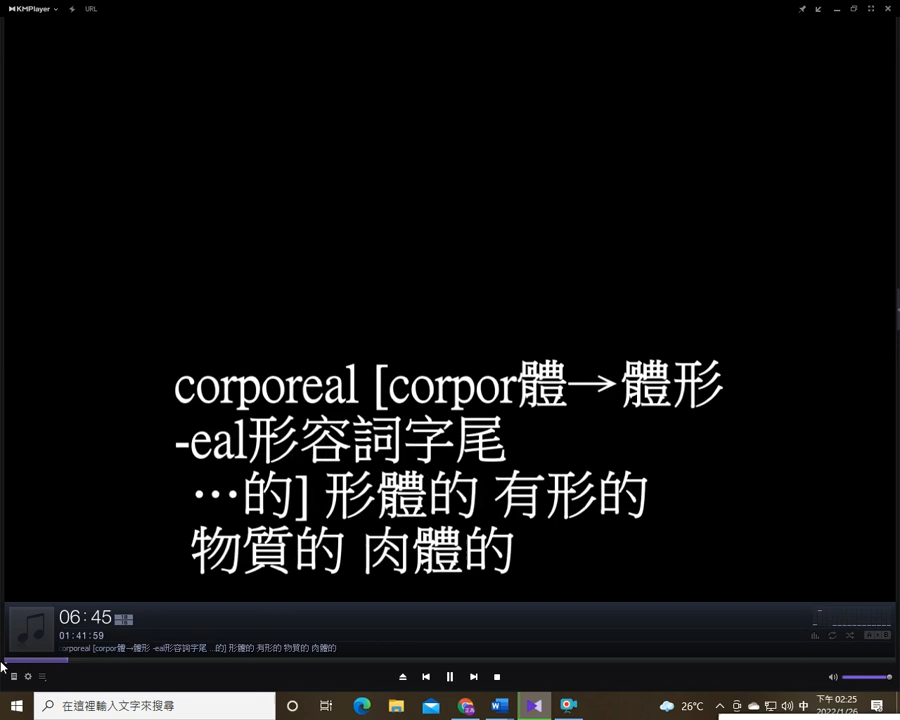 KMPlayer
URL
corporeal [corpor體→體形
-eal形容詞字尾
…的] 形體的 有形的
物質的 肉體的
06:45
01:41:59
orporeal [corpor體→體形 -eal形容詞字尾 ...的] 形體的 有形的 物質的 肉體的
在這裡輸入文字來搜尋
26°C
中
下午 02:25
2022/1/26